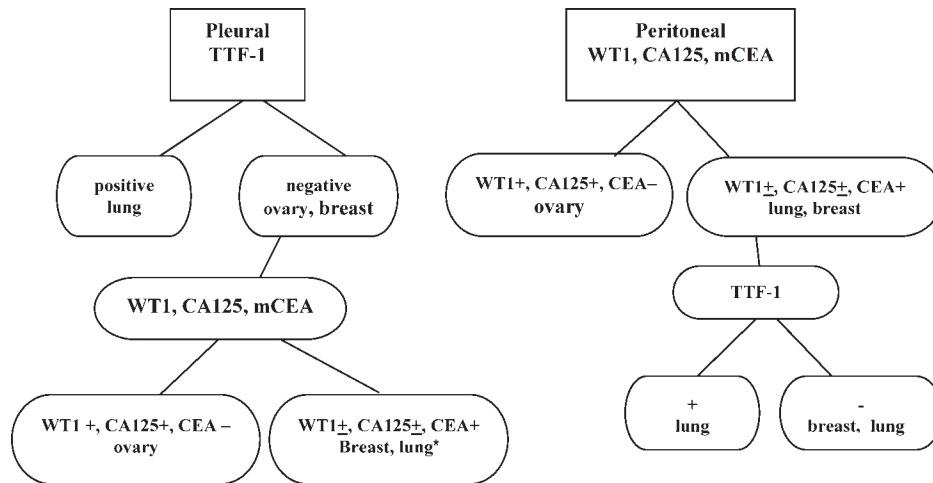 Pleural
TTF-1
positive
lung
negative
ovary, breast
WT1, CA125, mCEA
WT1 +, CA125+, CEA –
ovary
WT1±, CA125±, CEA+
Breast, lung*
Peritoneal
WT1, CA125, mCEA
WT1+, CA125+, CEA–
ovary
WT1±, CA125±, CEA+
lung, breast
TTF-1
+
lung
-
breast, lung